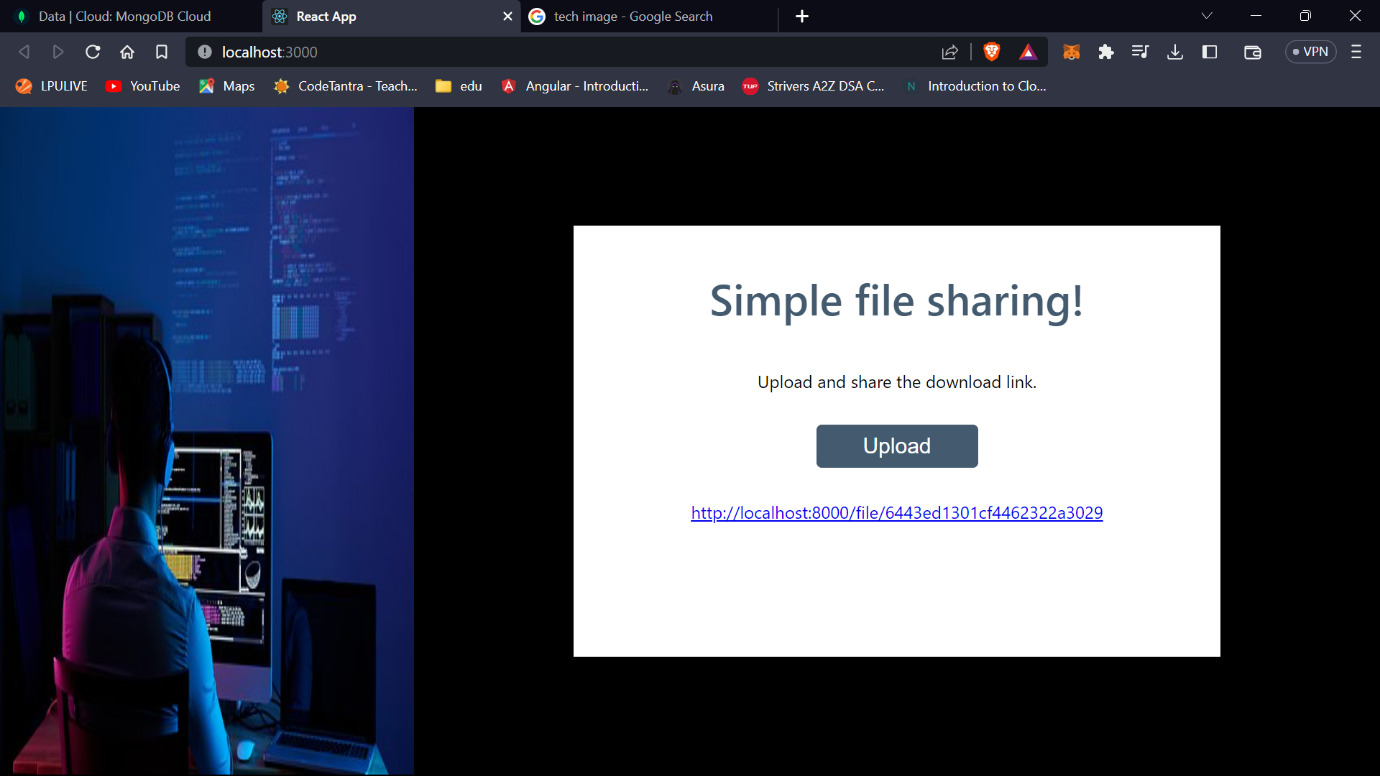 Data | Cloud: MongoDB Cloud
React App
tech image - Google Search
localhost:3000
VPN
LPULIVE
YouTube
Maps
CodeTantra - Teach...
edu
Angular - Introducti...
Asura
TUF
Strivers A2Z DSA C...
N
Introduction to Clo...
Simple file sharing!
Upload and share the download link.
Upload
http://localhost:8000/file/6443ed1301cf4462322a3029